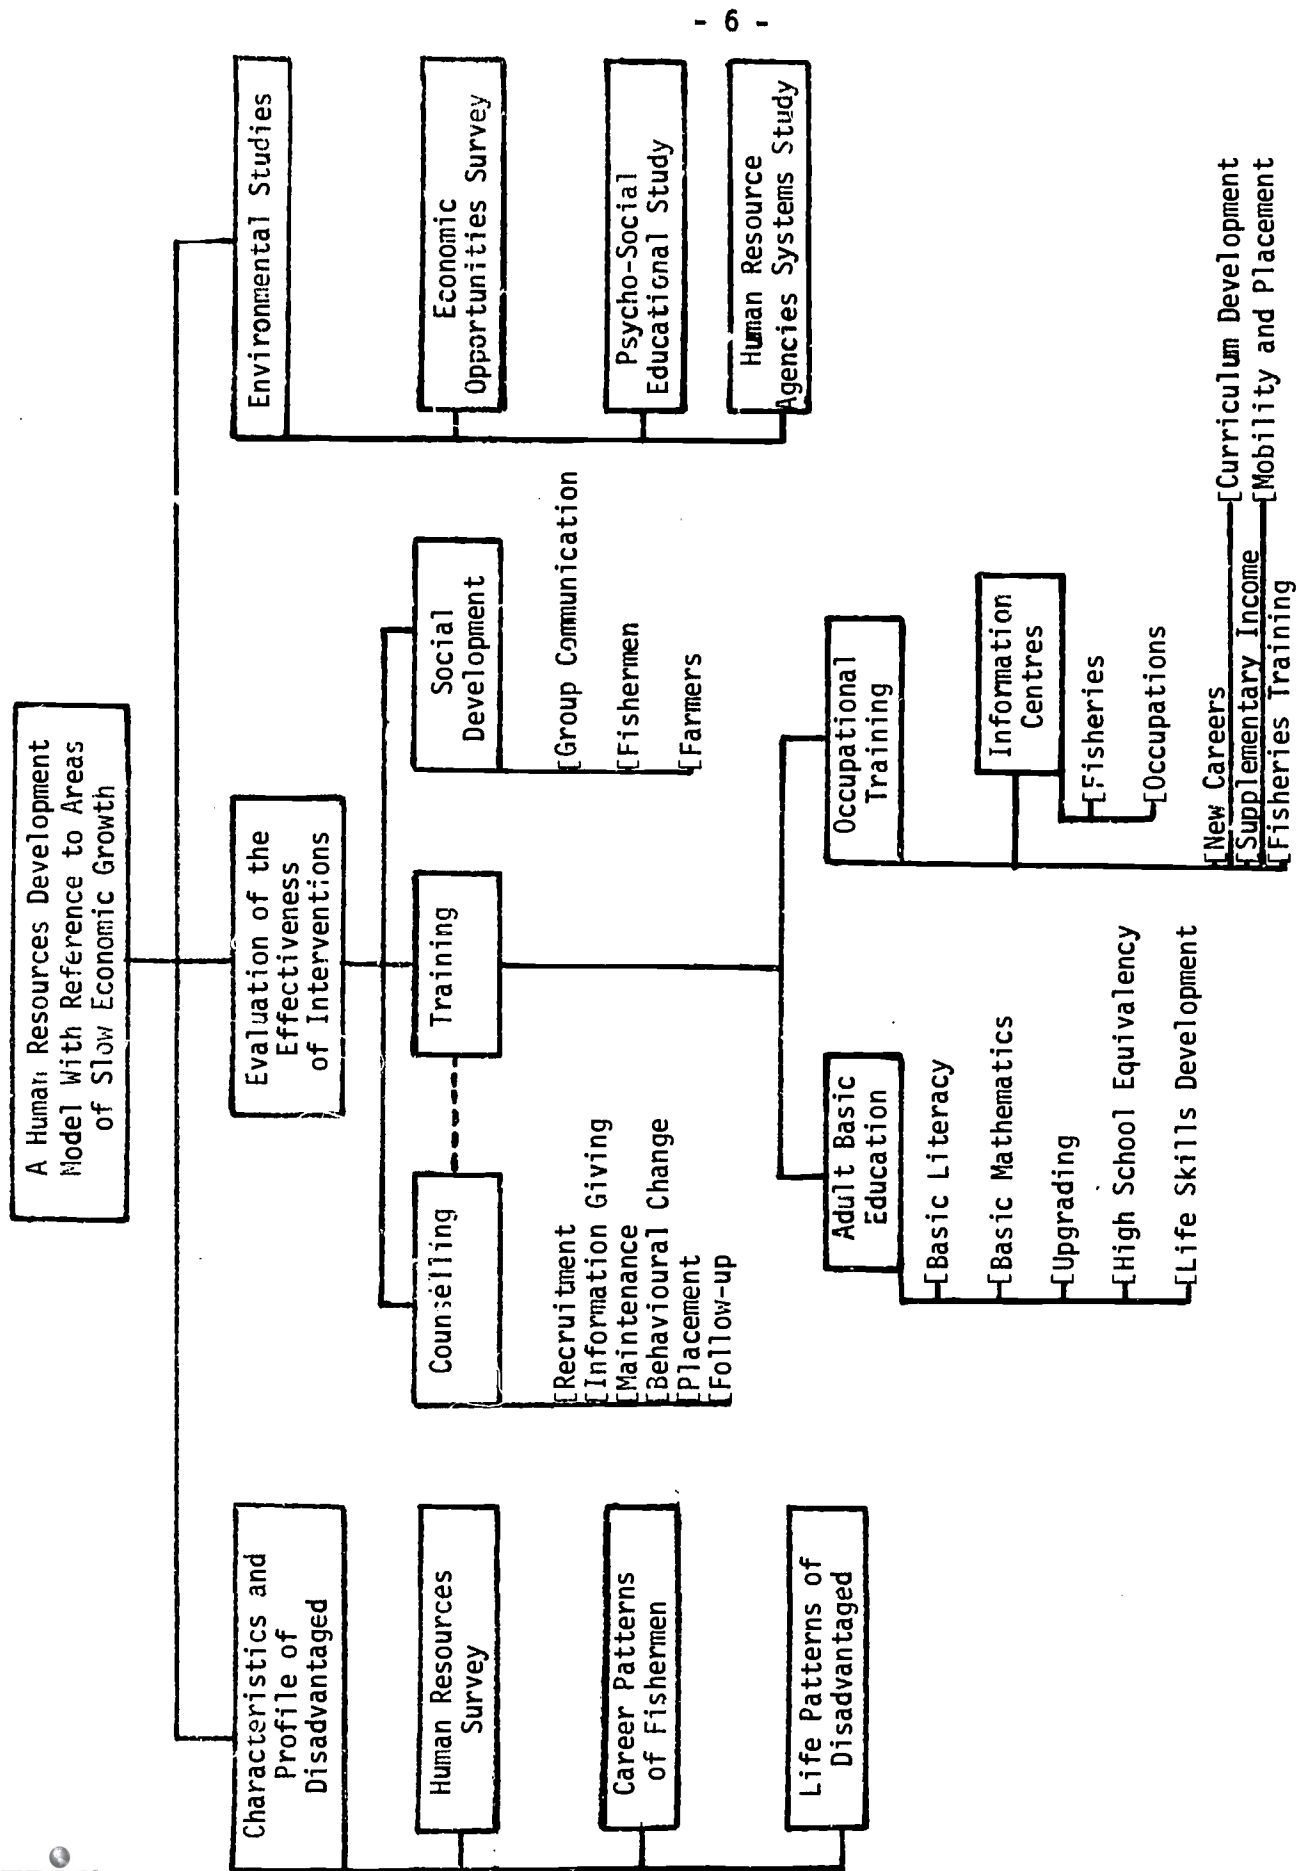 - 6 -
A Human Resources Development
Model With Reference to Areas
of Slow Economic Growth
Characteristics and
Profile of
Disadvantaged
Human Resources
Survey
Career Patterns
of Fishermen
Life Patterns of
Disadvantaged
Evaluation of the
Effectiveness
of Interventions
Counselling
[Recruitment
[Information Giving
[Maintenance
[Behavioural Change
[Placement
[Follow-up
Training
Social
Development
[Group Communication
[Fishermen
[Farmers
Adult Basic
Education
[Basic Literacy
[Basic Mathematics
[Upgrading
[High School Equivalency
[Life Skills Development
Occupational
Training
Information
Centres
[Fisheries
[Occupations
[New Careers
[Curriculum Development
[Supplementary Income
[Mobility and Placement
[Fisheries Training
Environmental Studies
Economic
Opportunities Survey
Psycho-Social
Educational Study
Human Resource
Agencies Systems Study